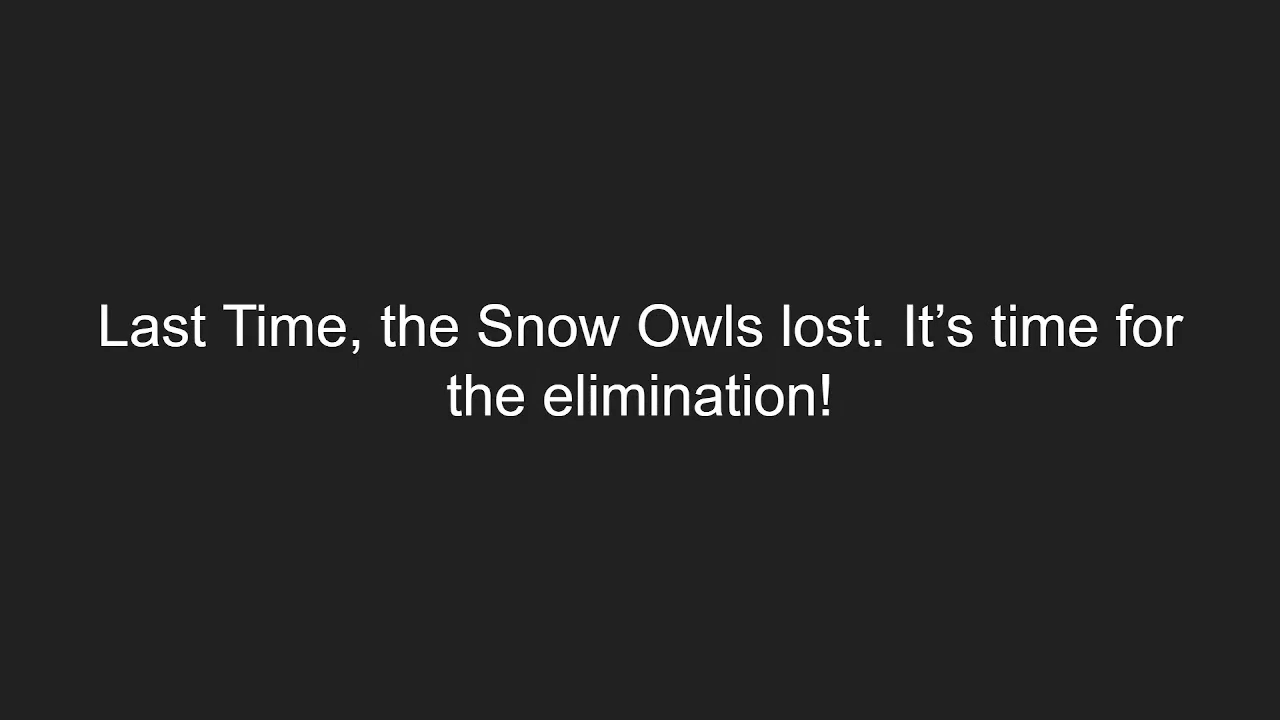 Last Time, the Snow Owls lost. It’s time for
the elimination!